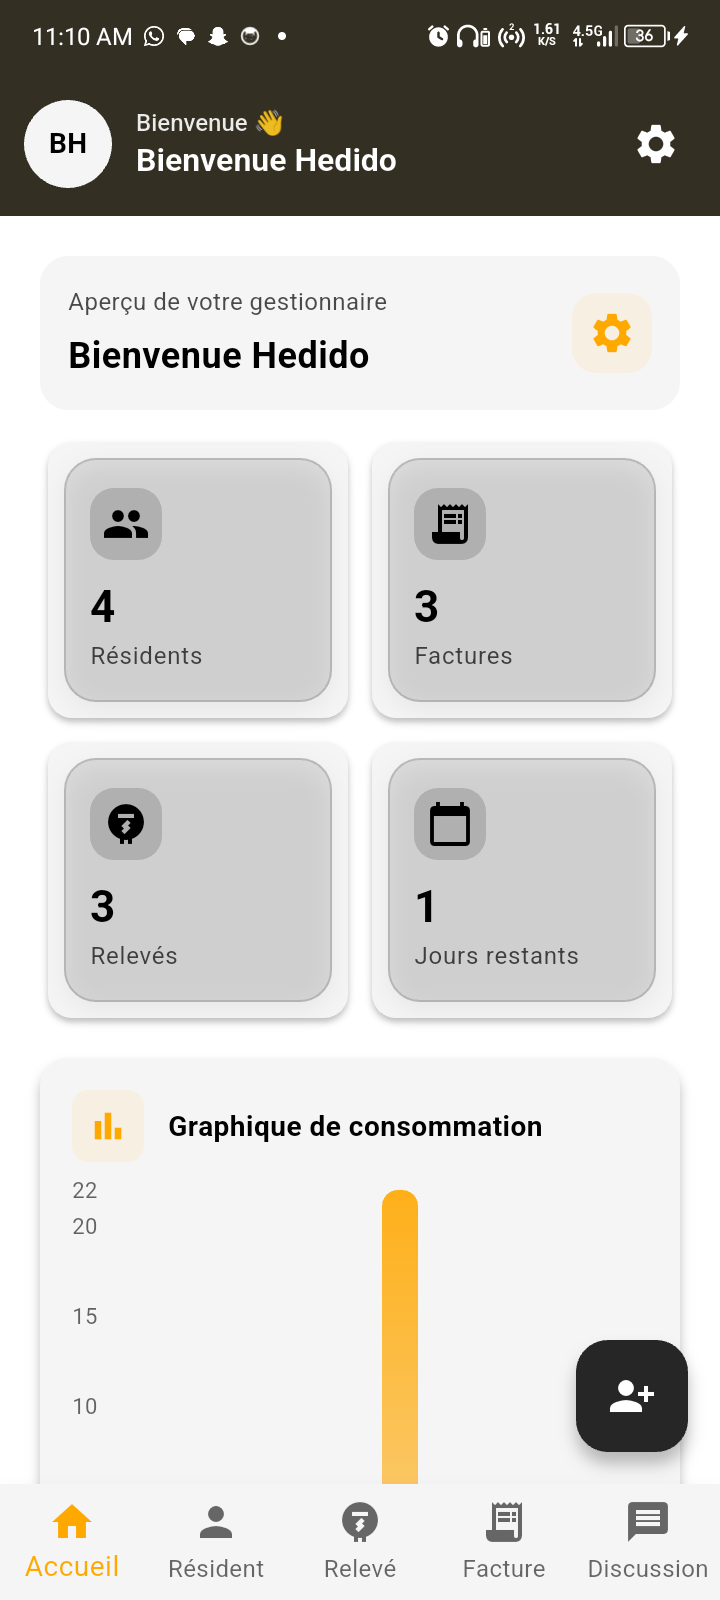 11:10 AM
2
1.61
K/S
4.5G
36
BH
Bienvenue 👋
Bienvenue Hedido
Aperçu de votre gestionnaire
Bienvenue Hedido
4
Résidents
3
Factures
3
Relevés
1
Jours restants
Graphique de consommation
22
20
15
10
Accueil
Résident
Relevé
Facture
Discussion